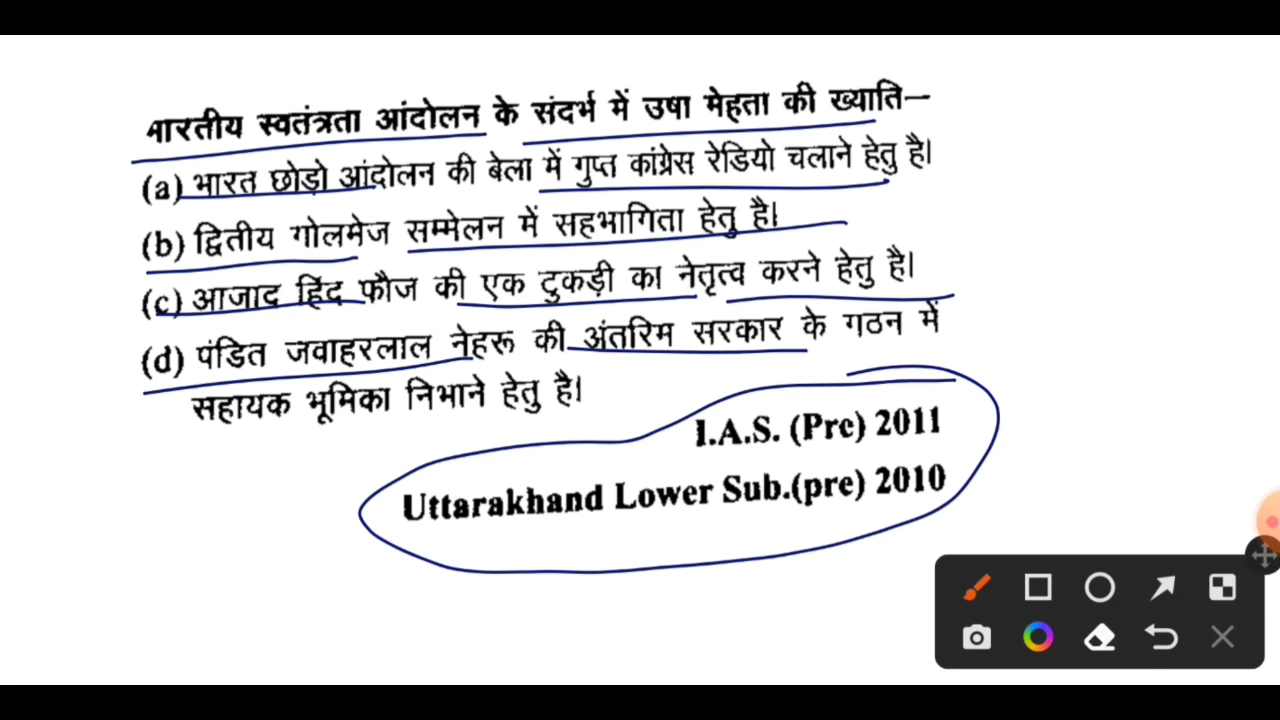 भारतीय स्वतंत्रता आंदोलन के संदर्भ में उषा मेहता की ख्याति–
(a) भारत छोड़ो आंदोलन की बेला में गुप्त कांग्रेस रेडियो चलाने हेतु है।
(b) द्वितीय गोलमेज सम्मेलन में सहभागिता हेतु है।
(c) आजाद हिंद फौज की एक टुकड़ी का नेतृत्व करने हेतु है।
(d) पंडित जवाहरलाल नेहरू की अंतरिम सरकार के गठन में
सहायक भूमिका निभाने हेतु है।
I.A.S. (Pre) 2011
Uttarakhand Lower Sub.(pre) 2010